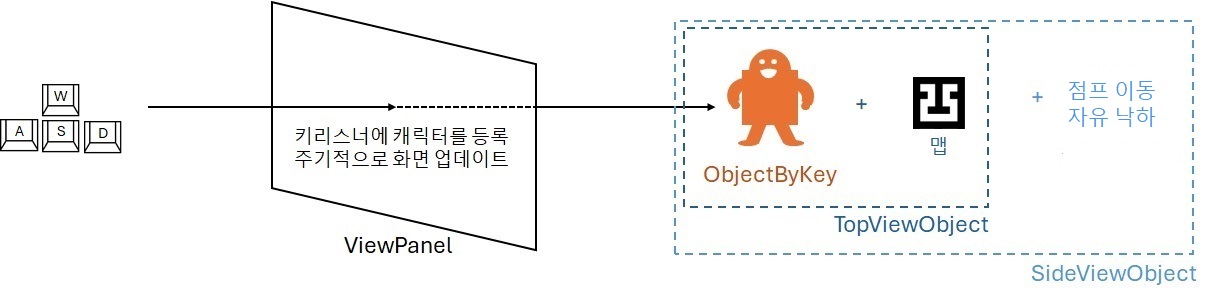 W
A S D
키리스너에 캐릭터를 등록
주기적으로 화면 업데이트
ViewPanel
ObjectByKey
+
맵
TopViewObject
+ 점프 이동
자유 낙하
SideViewObject